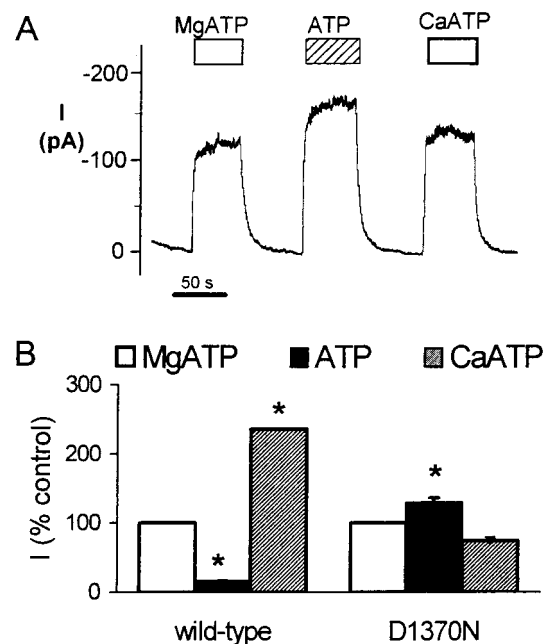 A
MgATP ATP CaATP
-200
I
(pA)
-100
0
50 s
B
MgATP ATP CaATP
300
200
100
0
I (% control)
*
*
*
wild-type D1370N